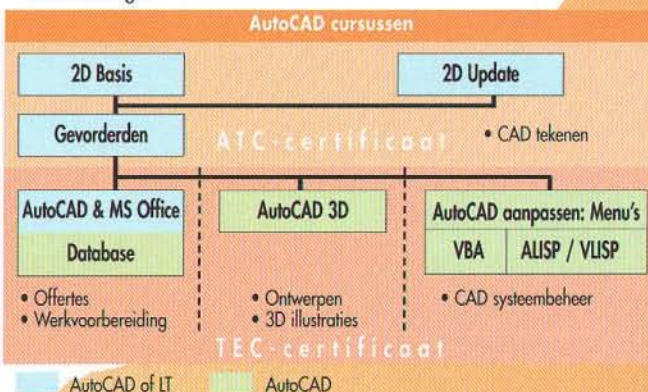 AutoCAD cursussen
2D Basis
2D Update
Gevorderden
ATC-certificaat
• CAD tekenen
AutoCAD & MS Office
Database
AutoCAD 3D
AutoCAD aanpassen: Menu's
VBA
ALISP / VLISP
• Offertes
• Werkvoorbereiding
• Ontwerpen
• 3D illustraties
• CAD systeembeheer
TEC-certificaat
AutoCAD of LT
AutoCAD